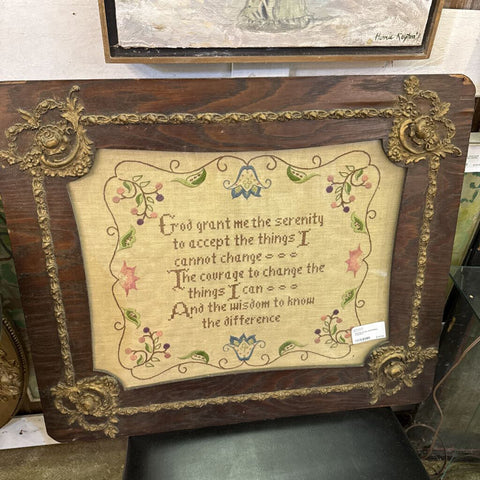 God grant me the serenity
to accept the things I
cannot change - - -
The courage to change the
things I can - - -
And the wisdom to know
the difference